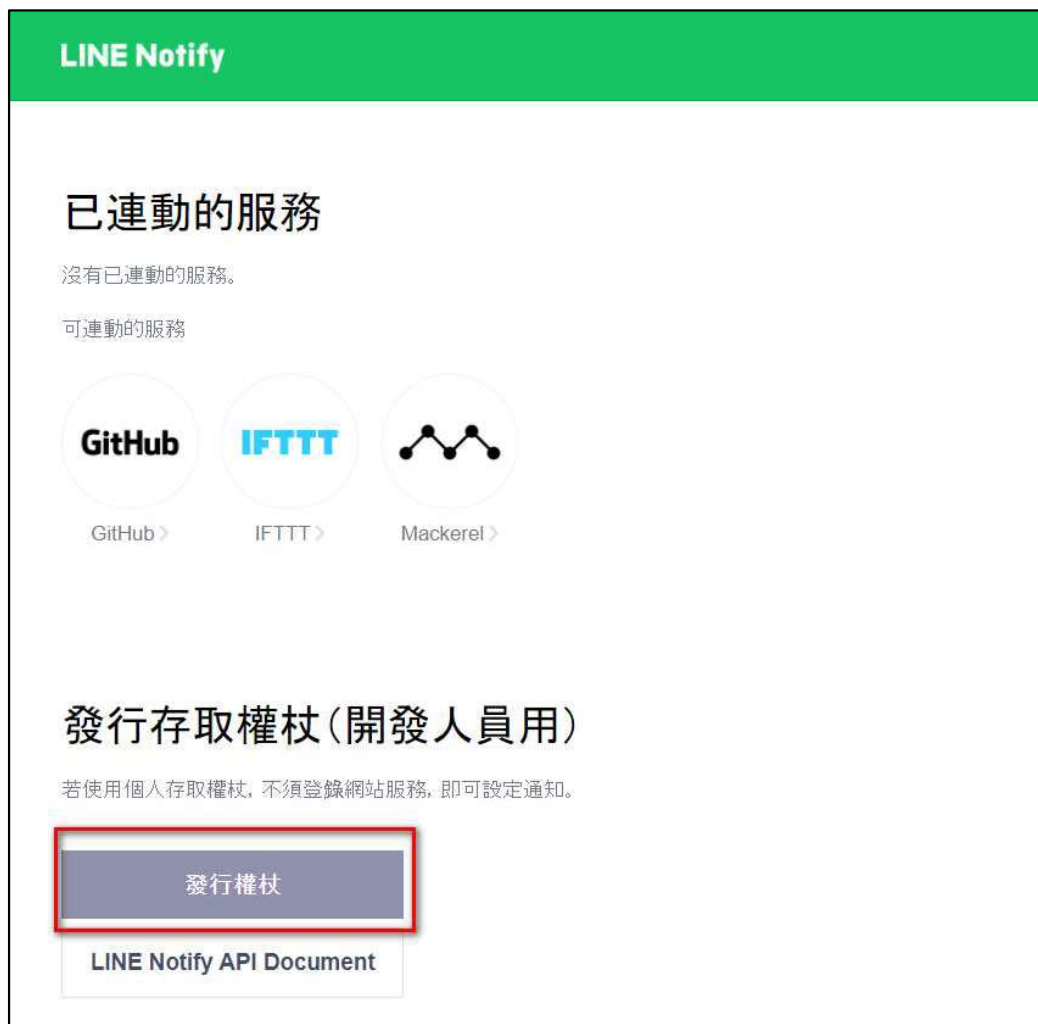 LINE Notify
已連動的服務
沒有已連動的服務。
可連動的服務
GitHub IFTTT
GitHub > IFTTT > Mackerel >
發行存取權杖(開發人員用)
若使用個人存取權杖, 不須登錄網站服務, 即可設定通知。
發行權杖
LINE Notify API Document